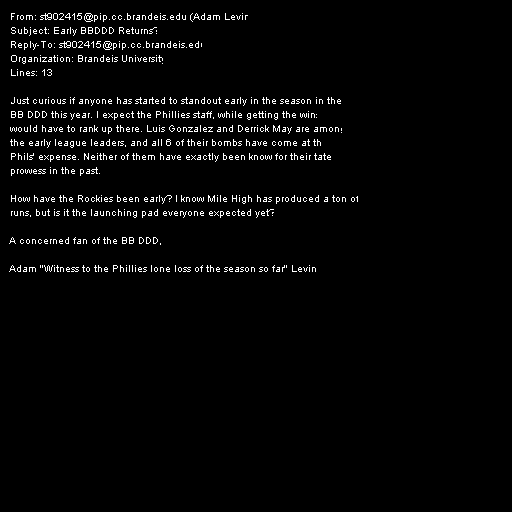 From: st902415@pip.cc.brandeis.edu (Adam Levin
Subject: Early BBDDD Returns?
Reply-To: st902415@pip.cc.brandeis.edu
Organization: Brandeis University
Lines: 13

Just curious if anyone has started to standout early in the season in the
BB DDD this year. I expect the Phillies staff, while getting the wins
would have to rank up there. Luis Gonzalez and Derrick May are among
the early league leaders, and all 6 of their bombs have come at th
Phils' expense. Neither of them have exactly been know for their tate
prowess in the past.

How have the Rockies been early? I know Mile High has produced a ton of
runs, but is it the launching pad everyone expected yet?

A concerned fan of the BB DDD,

Adam "Witness to the Phillies lone loss of the season so far" Levin